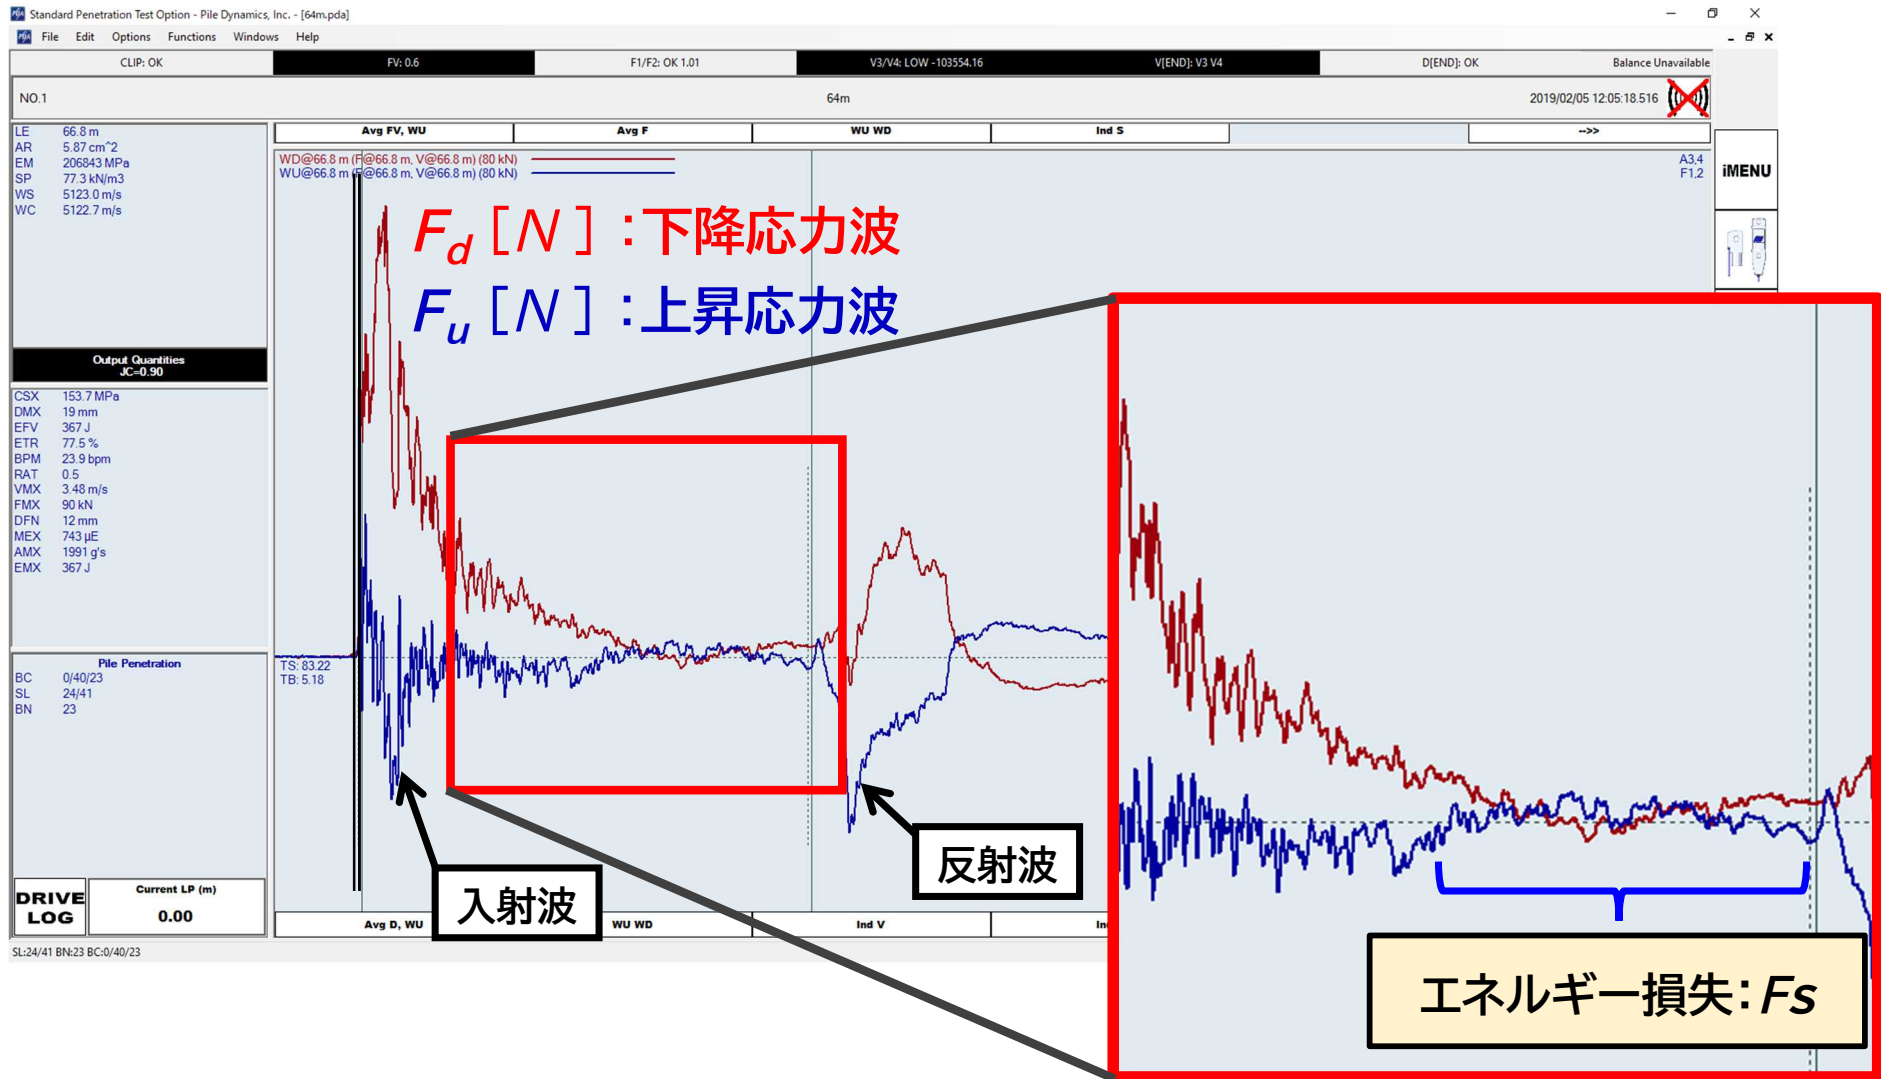 Standard Penetration Test Option - Pile Dynamics, Inc. - [64m.pda]
File Edit Options Functions Windows Help
CLIP: OK FV: 0.6 F1/F2: OK 1.01 V3/V4: LOW -103554.16 V[END]: V3 V4 D[END]: OK Balance Unavailable
NO.1 64m 2019/02/05 12:05:18.516
LE 66.8 m
AR 5.87 cm^2
EM 206843 MPa
SP 77.3 kN/m3
WS 5123.0 m/s
WC 5122.7 m/s
Output Quantities
JC=0.90
CSX 153.7 MPa
DMX 19 mm
EFV 367 J
ETR 77.5 %
BPM 23.9 bpm
RAT 0.5
VMX 3.48 m/s
FMX 90 kN
DFN 12 mm
MEX 743 µE
AMX 1991 g's
EMX 367 J
Pile Penetration
BC 0/40/23
SL 24/41
BN 23
DRIVE
LOG
Current LP (m)
0.00
SL:24/41 BN:23 BC:0/40/23
Avg FV, WU Avg F WU WD Ind S -->>
WD@66.8 m (F@66.8 m, V@66.8 m) (80 kN)
WU@66.8 m (F@66.8 m, V@66.8 m) (80 kN)
A3,4
F1,2
iMENU
Fd [N]:下降応力波
Fu [N]:上昇応力波
TS: 83.22
TB: 5.18
入射波
反射波
エネルギー損失:Fs
Avg D, WU WU WD Ind V In